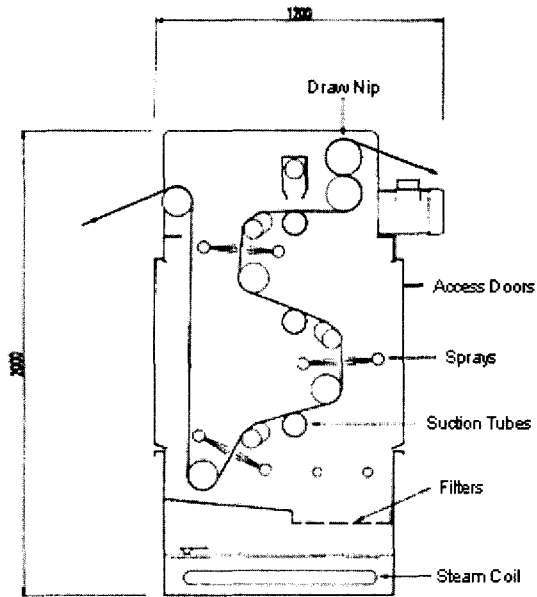 1200
Draw Nip
2000
Access Doors
Sprays
Suction Tubes
Filters
Steam Coil